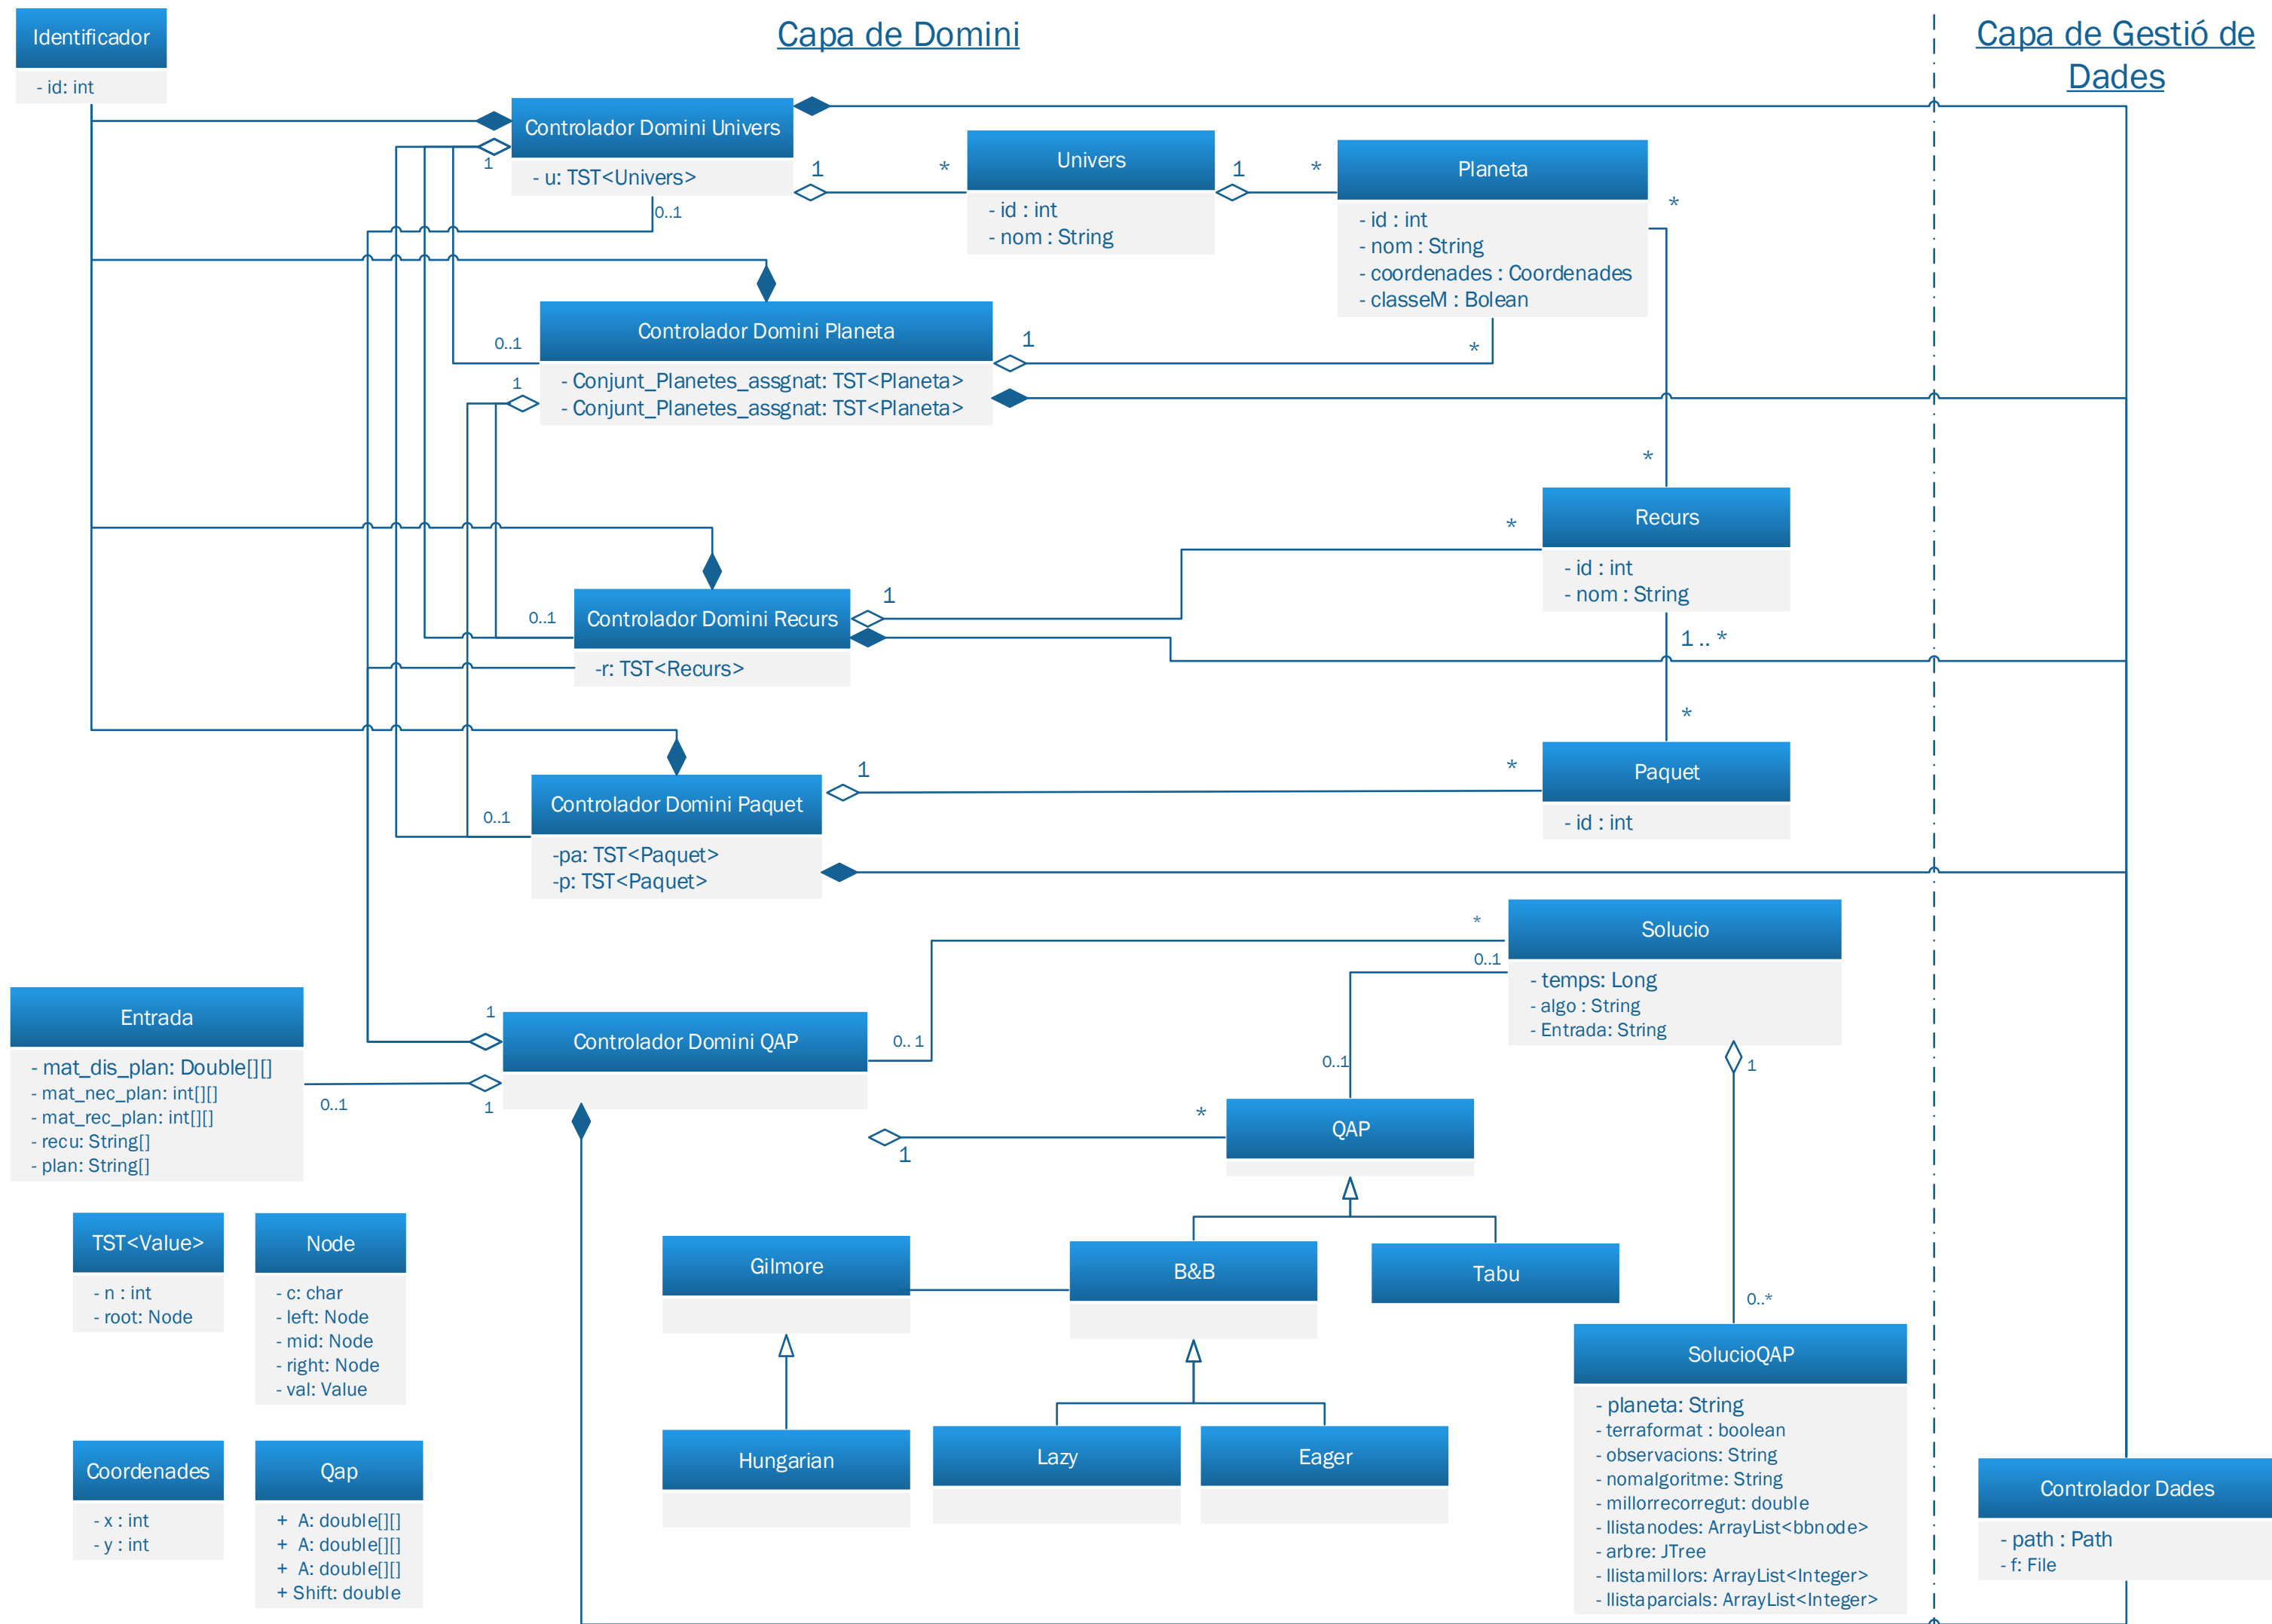 Capa de Domini
Capa de Gestió de
Dades
Identificador
- id: int
Controlador Domini Univers
- u: TST<Univers>
1
0..1
1
*
Univers
- id : int
- nom : String
1
*
Planeta
- id : int
- nom : String
- coordenades : Coordenades
- classeM : Bolean
*
*
*
Controlador Domini Planeta
- Conjunt_Planetes_assgnat: TST<Planeta>
- Conjunt_Planetes_assgnat: TST<Planeta>
0..1
1
1
Recurs
- id : int
- nom : String
*
1 .. *
*
Controlador Domini Recurs
-r: TST<Recurs>
0..1
1
Controlador Domini Paquet
-pa: TST<Paquet>
-p: TST<Paquet>
0..1
1
*
Paquet
- id : int
Solucio
- temps: Long
- algo : String
- Entrada: String
*
0..1
0..1
1
0..*
Entrada
- mat_dis_plan: Double[][]
- mat_nec_plan: int[][]
- mat_rec_plan: int[][]
- recu: String[]
- plan: String[]
0..1
1
1
Controlador Domini QAP
0.. 1
1
*
QAP
TST<Value>
- n : int
- root: Node
Node
- c: char
- left: Node
- mid: Node
- right: Node
- val: Value
Gilmore
B&B
Tabu
Hungarian
Lazy
Eager
SolucioQAP
- planeta: String
- terraformat : boolean
- observacions: String
- nomalgoritme: String
- millorrecorregut: double
- llistanodes: ArrayList<bbnode>
- arbre: JTree
- llistamillors: ArrayList<Integer>
- llistaparcials: ArrayList<Integer>
Coordenades
- x : int
- y : int
Qap
+ A: double[][]
+ A: double[][]
+ A: double[][]
+ Shift: double
Controlador Dades
- path : Path
- f: File